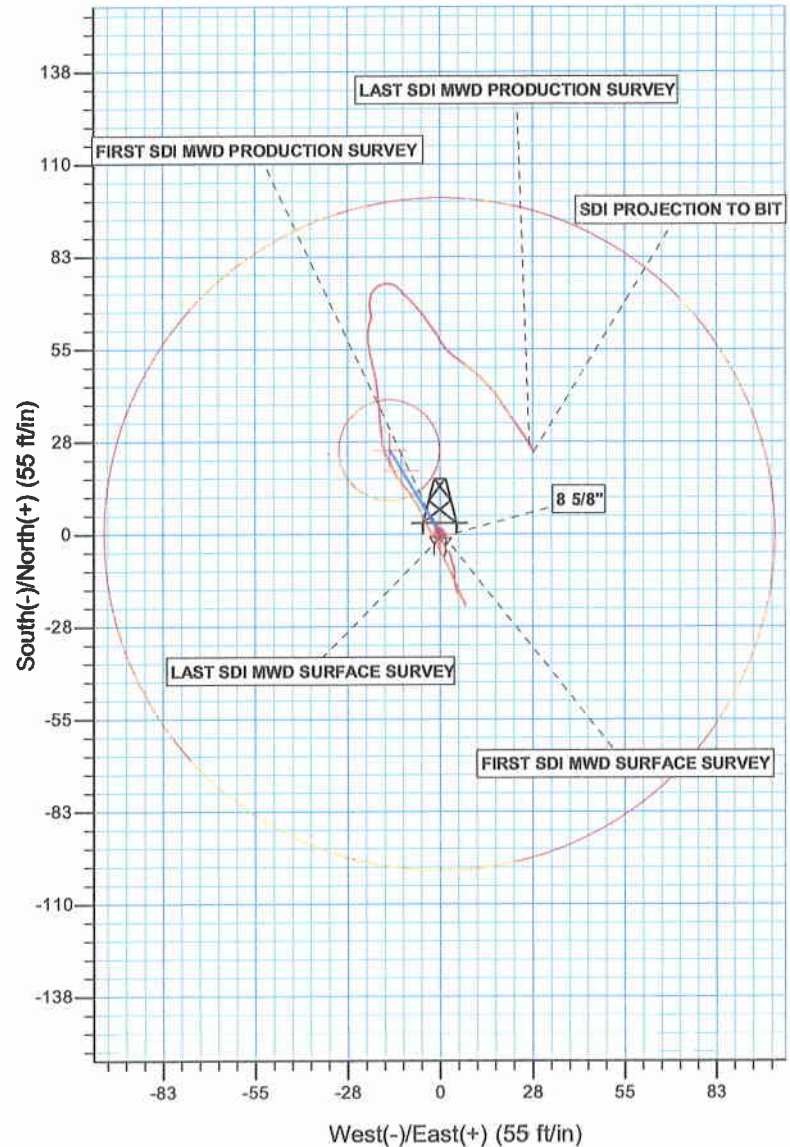 138
LAST SDI MWD PRODUCTION SURVEY
FIRST SDI MWD PRODUCTION SURVEY
110
SDI PROJECTION TO BIT
83
55
28
8 5/8"
0
-28
LAST SDI MWD SURFACE SURVEY
-55
FIRST SDI MWD SURFACE SURVEY
-83
-110
-138
South(-)/North(+) (55 ft/in)
-83 -55 -28 0 28 55 83
West(-)/East(+) (55 ft/in)